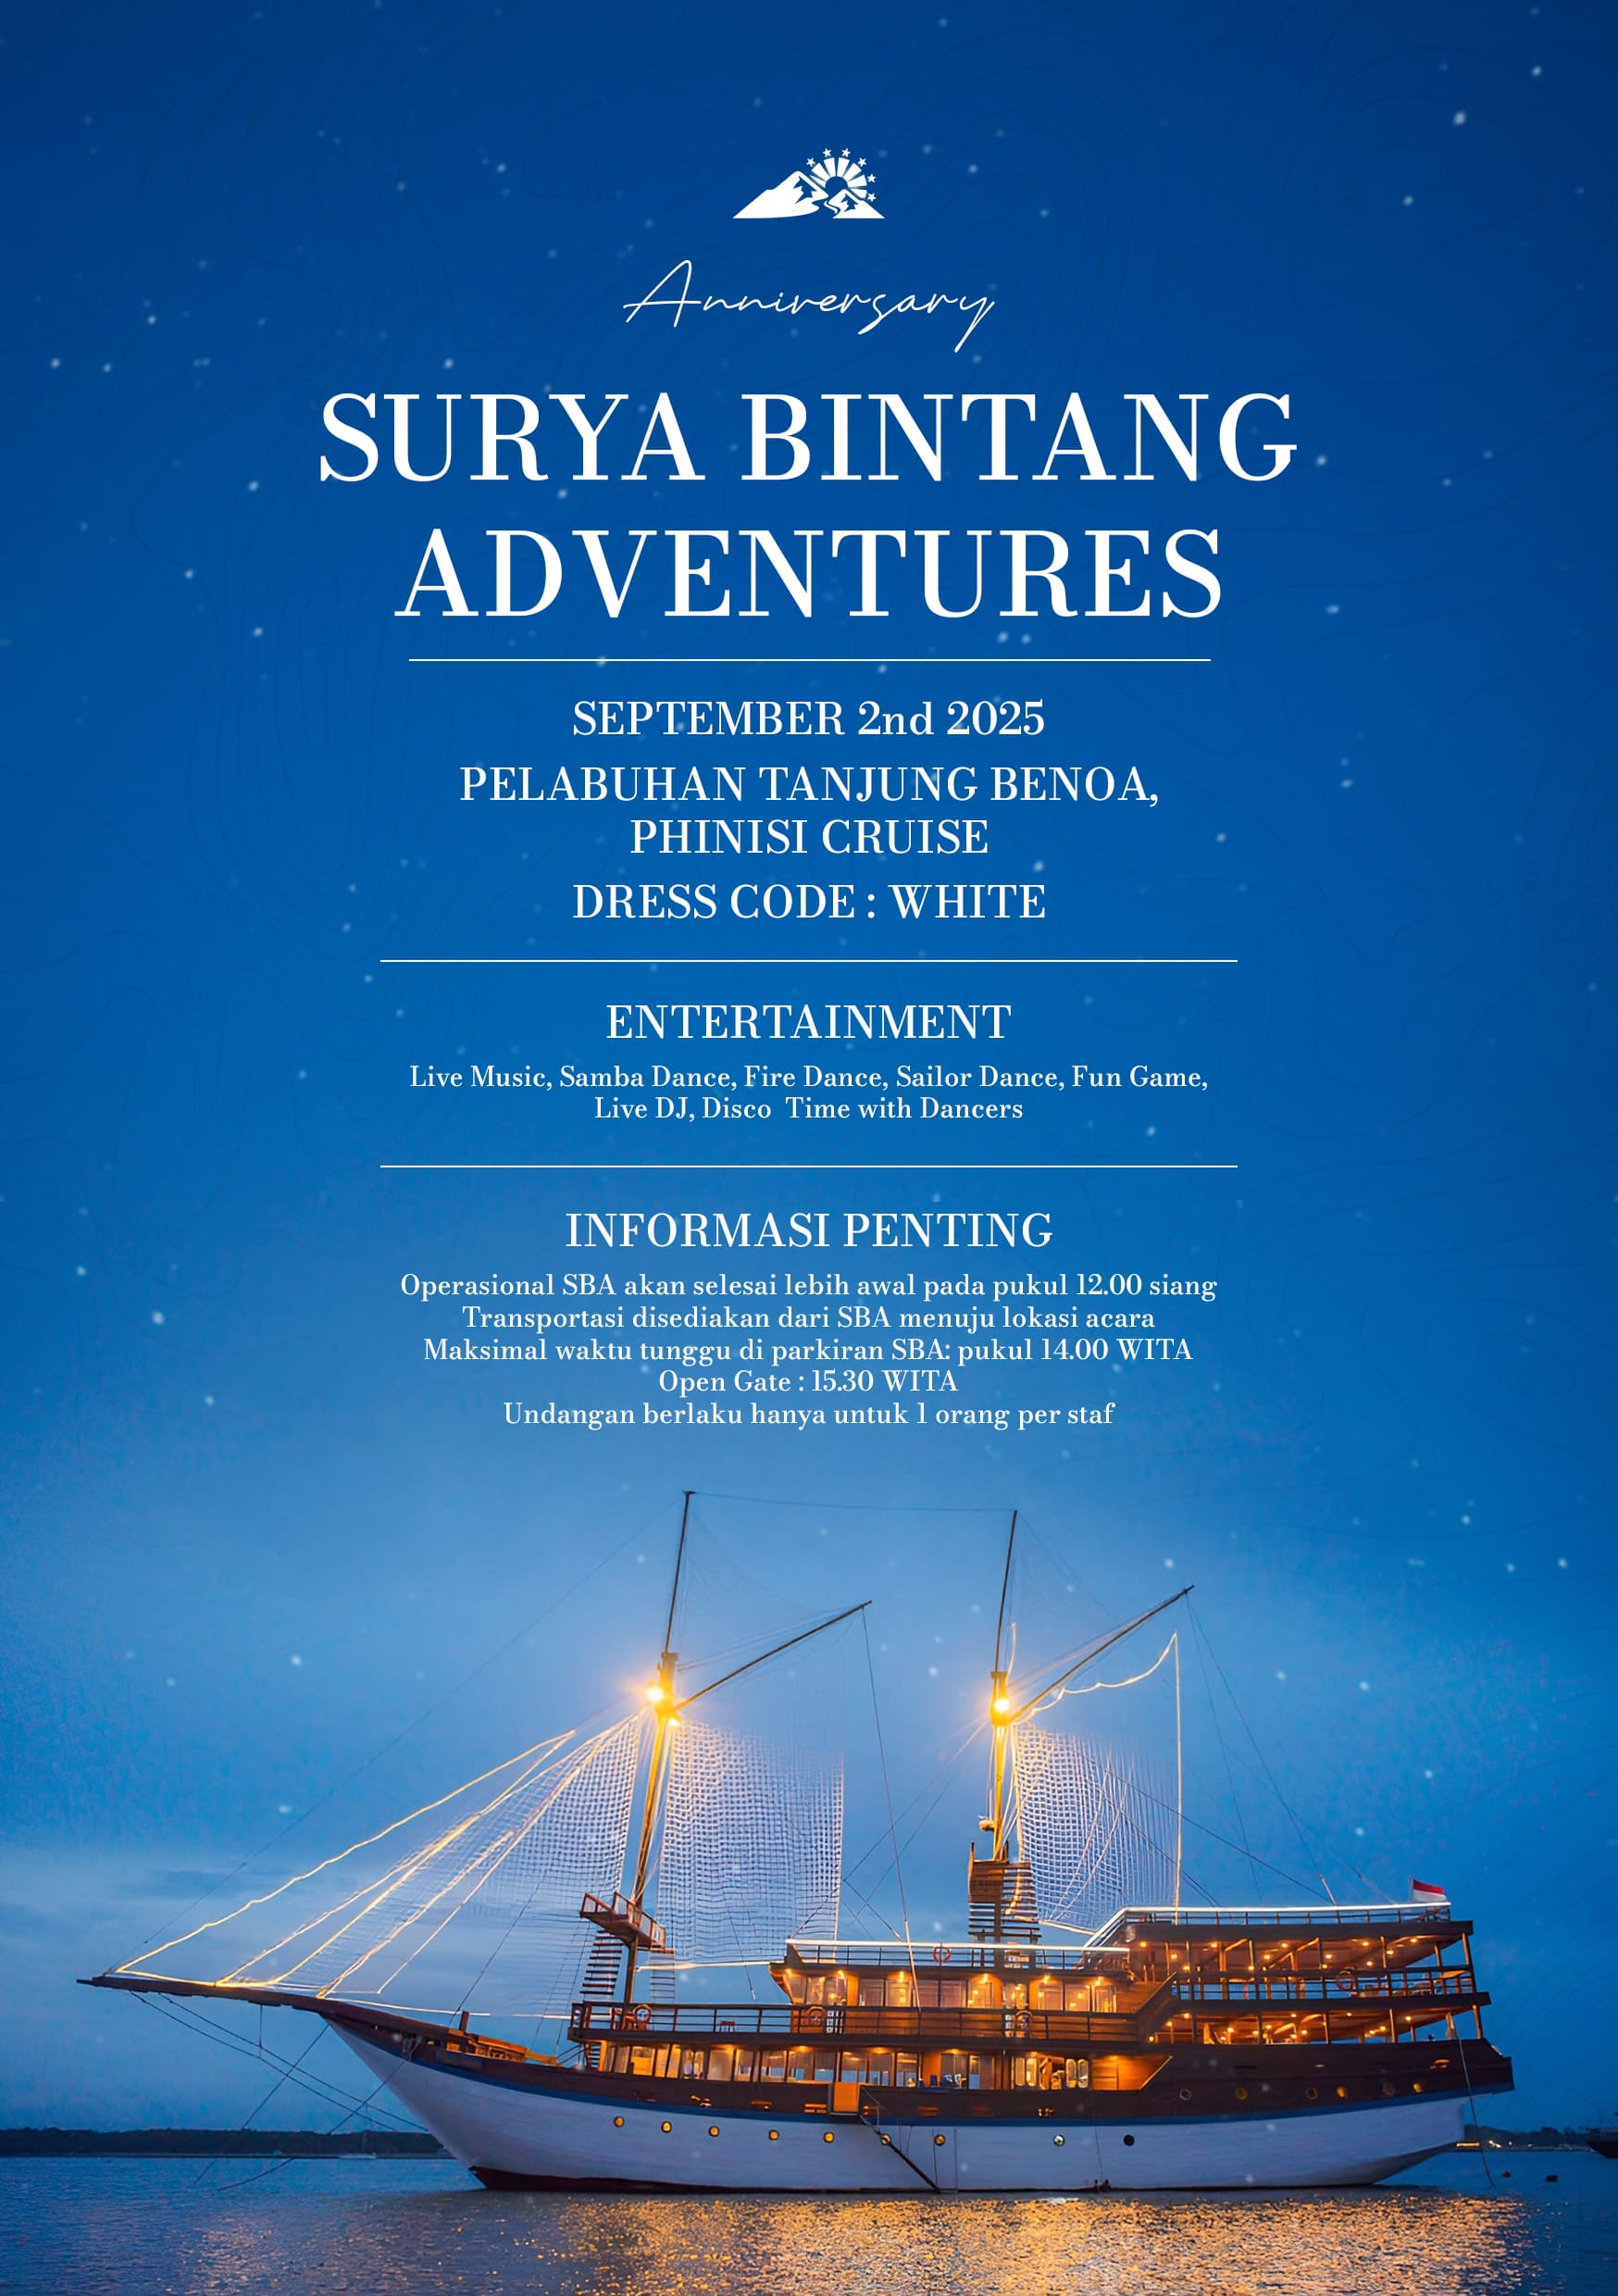 Anniversary
SURYA BINTANG
ADVENTURES
SEPTEMBER 2nd 2025
PELABUHAN TANJUNG BENOA,
PHINISI CRUISE
DRESS CODE : WHITE
ENTERTAINMENT
Live Music, Samba Dance, Fire Dance, Sailor Dance, Fun Game,
Live DJ, Disco  Time with Dancers
INFORMASI PENTING
Operasional SBA akan selesai lebih awal pada pukul 12.00 siang
Transportasi disediakan dari SBA menuju lokasi acara
Maksimal waktu tunggu di parkiran SBA: pukul 14.00 WITA
Open Gate : 15.30 WITA
Undangan berlaku hanya untuk 1 orang per staf